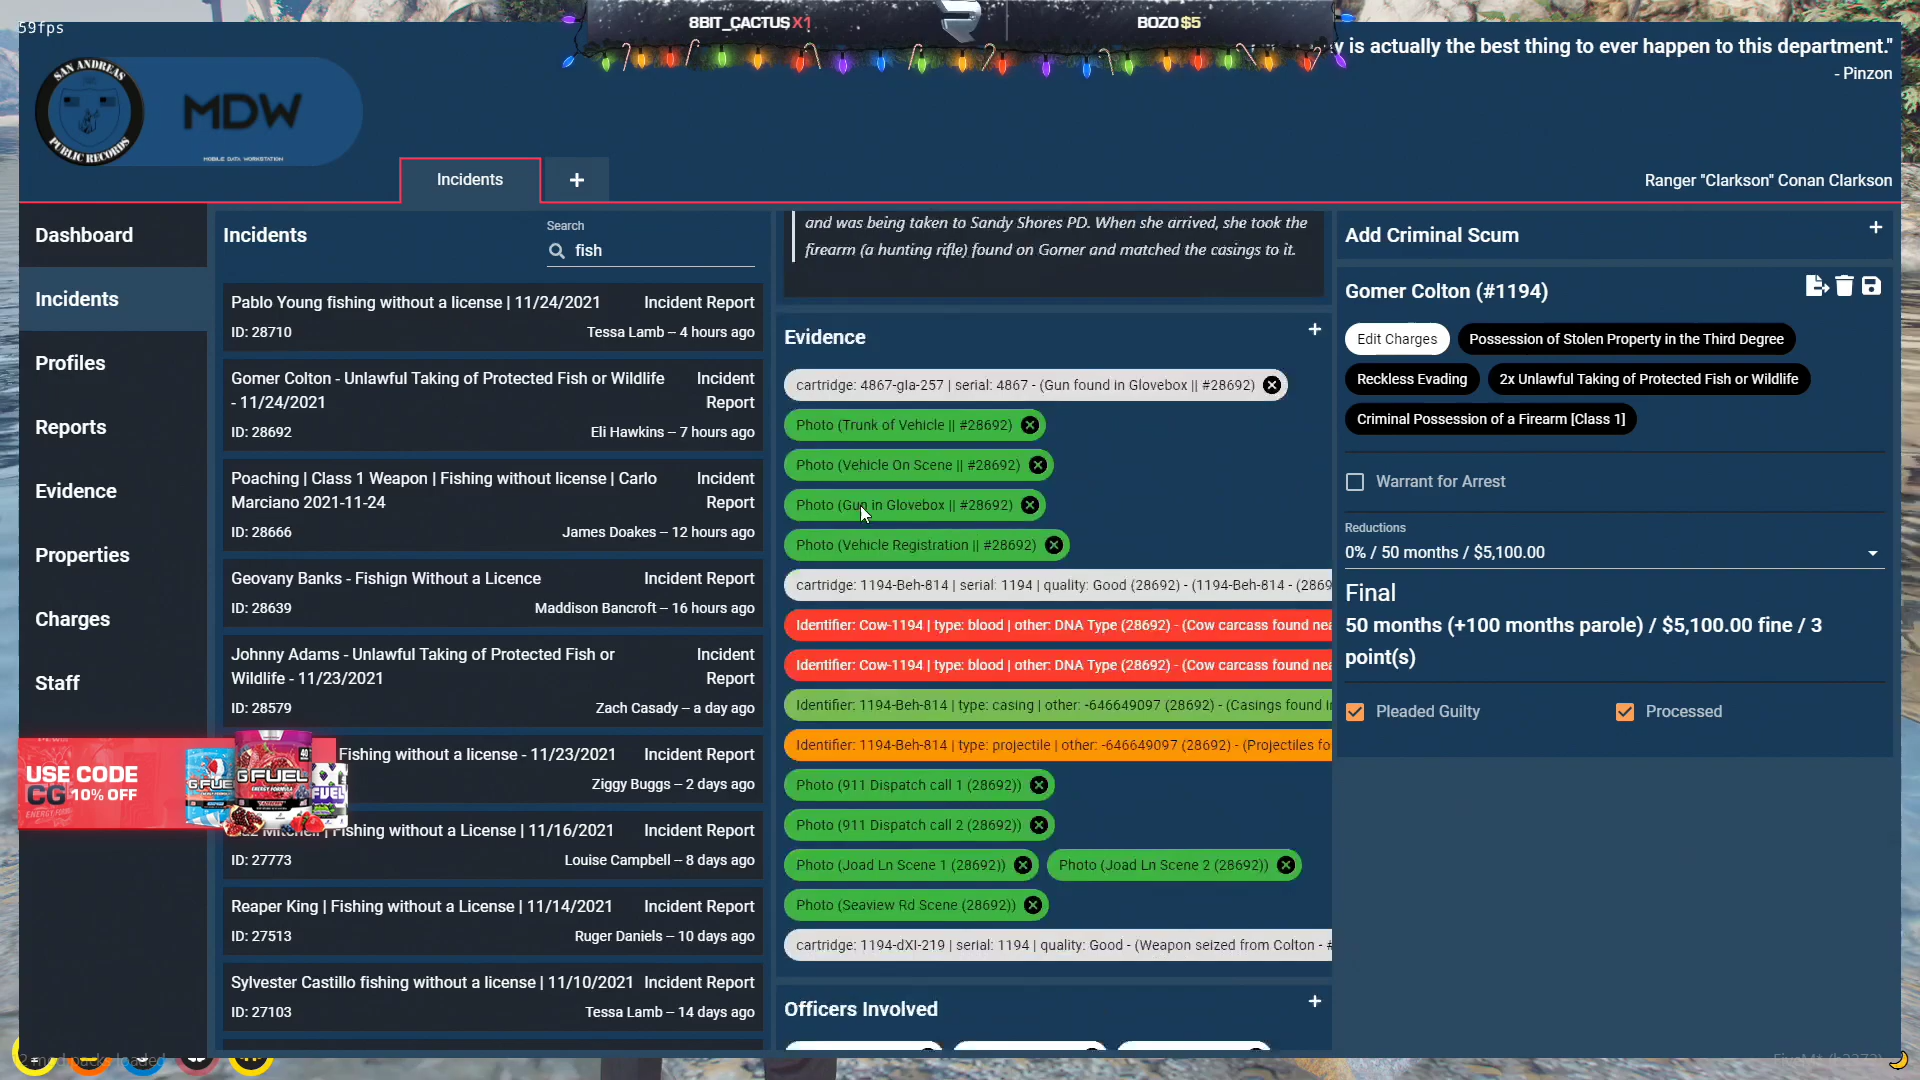 59fps
8BIT_CACTUS X1
BOZO $5
y is actually the best thing to ever happen to this department."
- Pinzon
SAN ANDREAS
PUBLIC RECORDS
MDW
MOBILE DATA WORKSTATION
Incidents
+
Ranger "Clarkson" Conan Clarkson
Dashboard
Incidents
Profiles
Reports
Evidence
Properties
Charges
Staff
USE CODE
CG 10% OFF
G FUEL
Incidents
Search
fish
Pablo Young fishing without a license | 11/24/2021 Incident Report
ID: 28710 Tessa Lamb – 4 hours ago
Gomer Colton - Unlawful Taking of Protected Fish or Wildlife Incident
- 11/24/2021 Report
ID: 28692 Eli Hawkins – 7 hours ago
Poaching | Class 1 Weapon | Fishing without license | Carlo Incident
Marciano 2021-11-24 Report
ID: 28666 James Doakes – 12 hours ago
Geovany Banks - Fishign Without a Licence Incident Report
ID: 28639 Maddison Bancroft – 16 hours ago
Johnny Adams - Unlawful Taking of Protected Fish or Incident
Wildlife - 11/23/2021 Report
ID: 28579 Zach Casady – a day ago
Fishing without a license - 11/23/2021 Incident Report
Ziggy Buggs – 2 days ago
Fishing without a License | 11/16/2021 Incident Report
ID: 27773 Louise Campbell – 8 days ago
Reaper King | Fishing without a License | 11/14/2021 Incident Report
ID: 27513 Ruger Daniels – 10 days ago
Sylvester Castillo fishing without a license | 11/10/2021 Incident Report
ID: 27103 Tessa Lamb – 14 days ago
and was being taken to Sandy Shores PD. When she arrived, she took the
firearm (a hunting rifle) found on Gomer and matched the casings to it.
Evidence +
cartridge: 4867-gla-257 | serial: 4867 - (Gun found in Glovebox || #28692)
Photo (Trunk of Vehicle || #28692)
Photo (Vehicle On Scene || #28692)
Photo (Gun in Glovebox || #28692)
Photo (Vehicle Registration || #28692)
cartridge: 1194-Beh-814 | serial: 1194 | quality: Good (28692) - (1194-Beh-814 - (2869
Identifier: Cow-1194 | type: blood | other: DNA Type (28692) - (Cow carcass found nea
Identifier: Cow-1194 | type: blood | other: DNA Type (28692) - (Cow carcass found nea
Identifier: 1194-Beh-814 | type: casing | other: -646649097 (28692) - (Casings found i
Identifier: 1194-Beh-814 | type: projectile | other: -646649097 (28692) - (Projectiles fo
Photo (911 Dispatch call 1 (28692))
Photo (911 Dispatch call 2 (28692))
Photo (Joad Ln Scene 1 (28692)) Photo (Joad Ln Scene 2 (28692))
Photo (Seaview Rd Scene (28692))
cartridge: 1194-dXI-219 | serial: 1194 | quality: Good - (Weapon seized from Colton - #
Officers Involved +
Add Criminal Scum +
Gomer Colton (#1194)
Edit Charges Possession of Stolen Property in the Third Degree
Reckless Evading 2x Unlawful Taking of Protected Fish or Wildlife
Criminal Possession of a Firearm [Class 1]
Warrant for Arrest
Reductions
0% / 50 months / $5,100.00
Final
50 months (+100 months parole) / $5,100.00 fine / 3
point(s)
Pleaded Guilty Processed